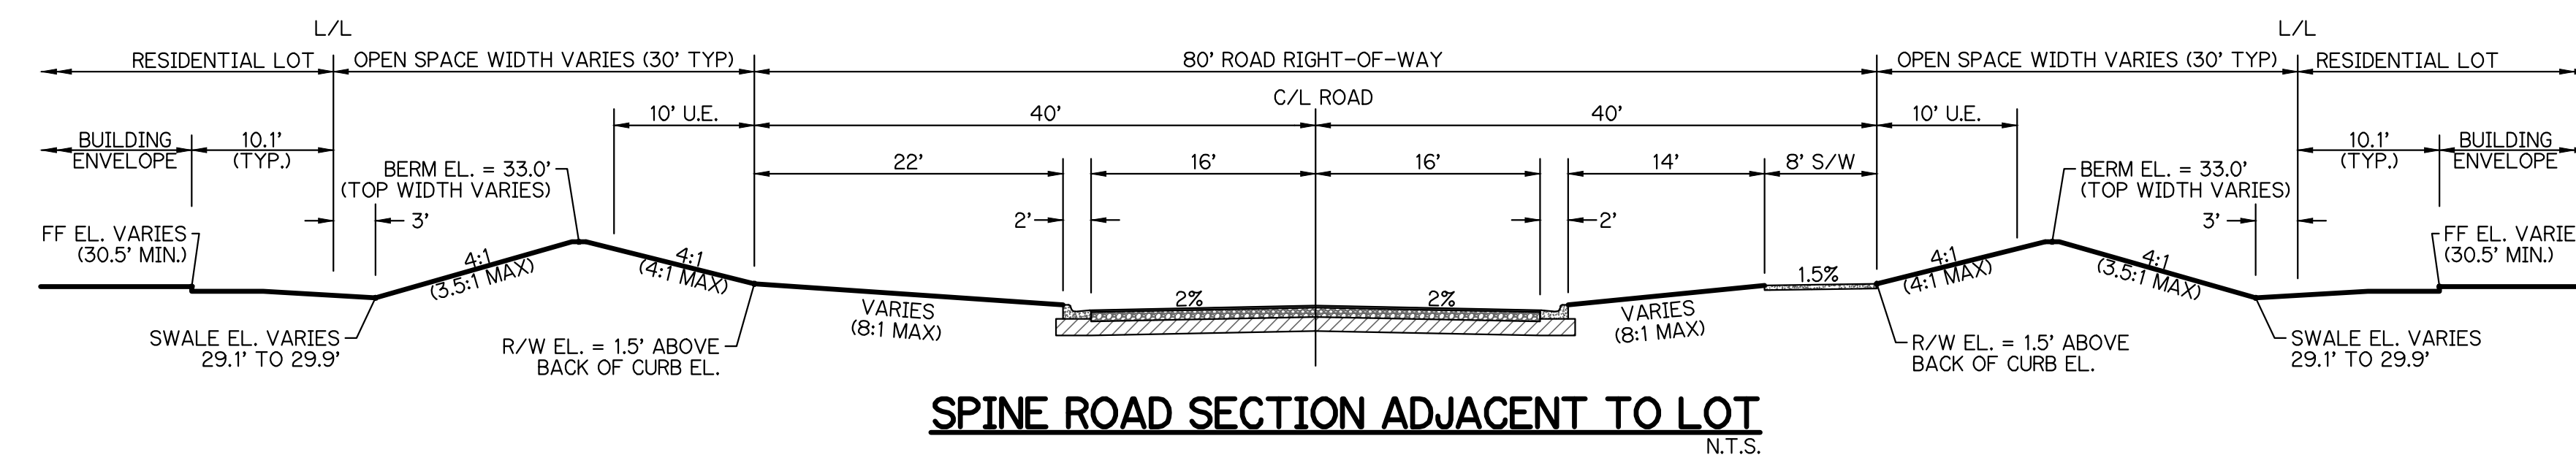 L/L
L/L
RESIDENTIAL LOT
OPEN SPACE WIDTH VARIES (30' TYP)
80' ROAD RIGHT-OF-WAY
OPEN SPACE WIDTH VARIES (30' TYP)
RESIDENTIAL LOT
C/L ROAD
10' U.E.
40'
40'
10' U.E.
BUILDING
ENVELOPE
10.1'
(TYP.)
10.1'
(TYP.)
BUILDING
ENVELOPE
BERM EL. = 33.0'
(TOP WIDTH VARIES)
22'
16'
16'
14'
8' S/W
BERM EL. = 33.0'
(TOP WIDTH VARIES)
3'
2'
2'
3'
FF EL. VARIES
(30.5' MIN.)
4:1
(3.5:1 MAX)
4:1
(4:1 MAX)
4:1
(4:1 MAX)
4:1
(3.5:1 MAX)
FF EL. VARIE
(30.5' MIN.)
VARIES
(8:1 MAX)
2%
2%
VARIES
(8:1 MAX)
1.5%
SWALE EL. VARIES
29.1' TO 29.9'
R/W EL. = 1.5' ABOVE
BACK OF CURB EL.
R/W EL. = 1.5' ABOVE
BACK OF CURB EL.
SWALE EL. VARIES
29.1' TO 29.9'
SPINE ROAD SECTION ADJACENT TO LOT
N.T.S.